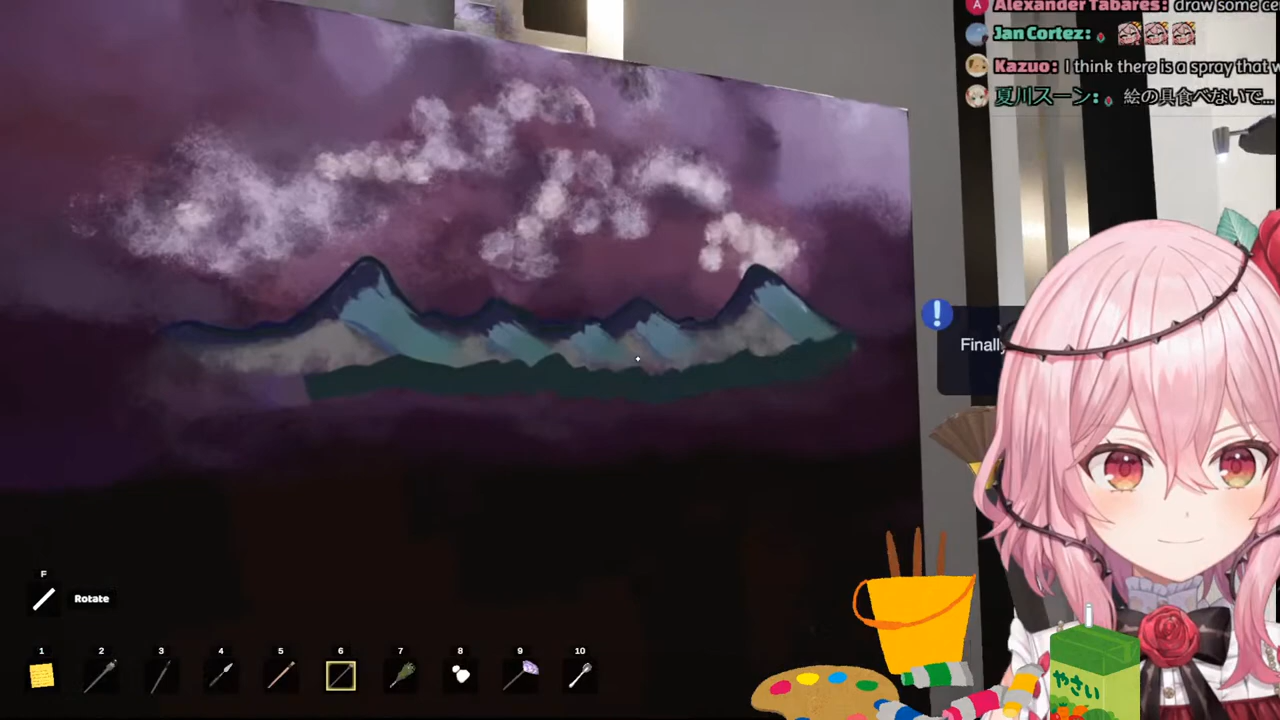 Alexander Tabares: draw some ce
Jan Cortez:
Kazuo: I think there is a spray that w
夏川スーン: 絵の具食べないで...
Finally
F
Rotate
1 2 3 4 5 6 7 8 9 10
やさい